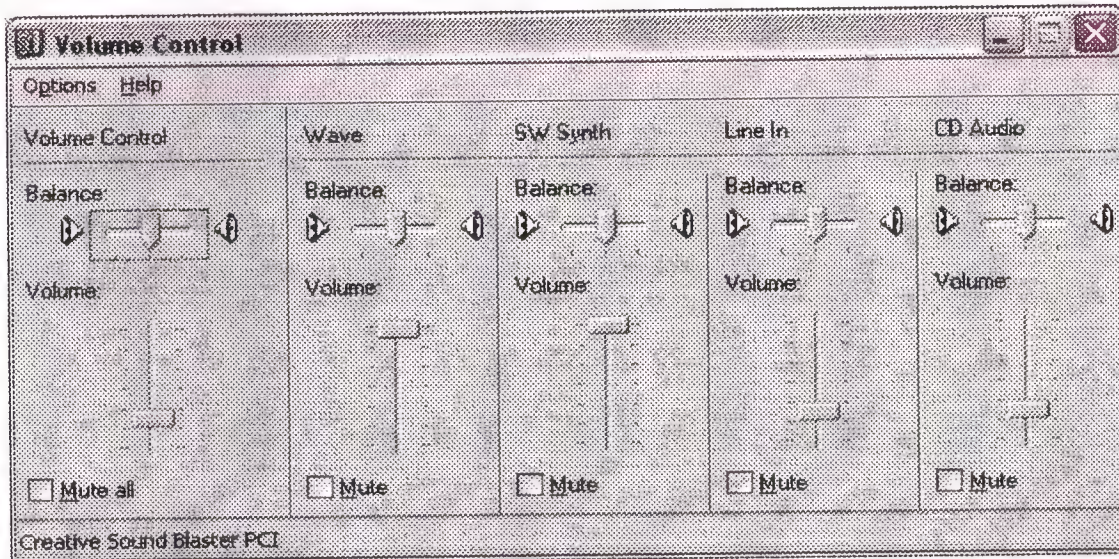 Volume Control
Options Help
Volume Control Wave SW Synth Line In CD Audio
Balance: Balance: Balance: Balance: Balance:
Volume: Volume: Volume: Volume: Volume:
Mute all Mute Mute Mute Mute
Creative Sound Blaster PCI